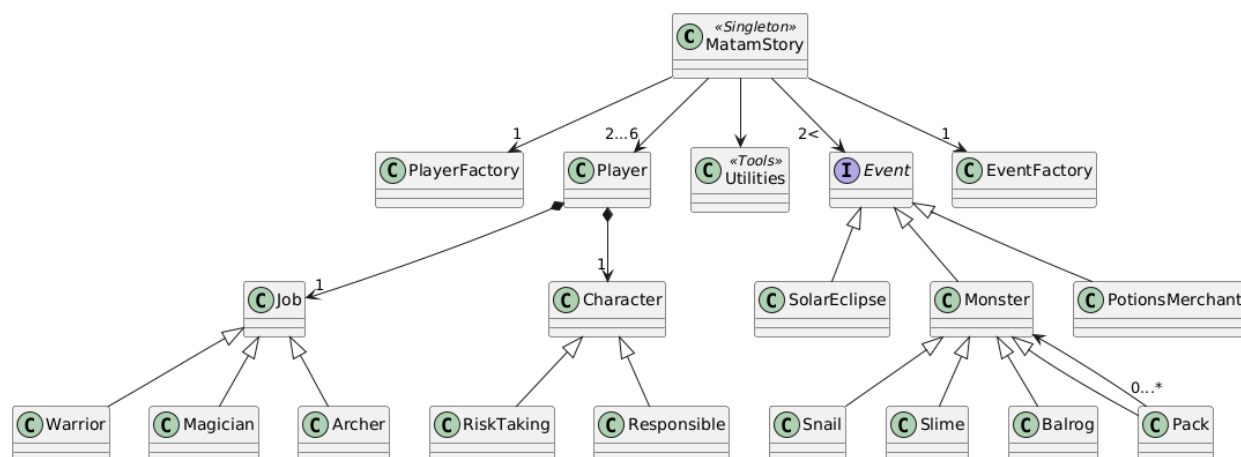 C «Singleton»
MatamStory
1
2...6
2<
1
C PlayerFactory
C Player
C «Tools»
Utilities
I Event
C EventFactory
1
1
C Job
C Character
C SolarEclipse
C Monster
C PotionsMerchant
0...*
C Warrior
C Magician
C Archer
C RiskTaking
C Responsible
C Snail
C Slime
C Balrog
C Pack